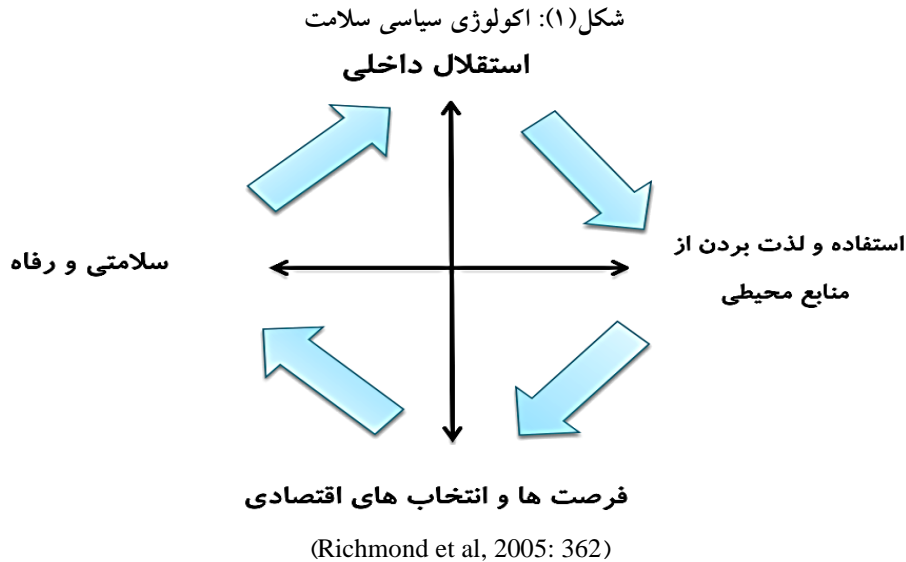 شکل(۱): اکولوژی سیاسی سلامت
استقلال داخلی
استفاده و لذت بردن از
منابع محیطی
سلامتی و رفاه
فرصت ها و انتخاب های اقتصادی
(Richmond et al, 2005: 362)